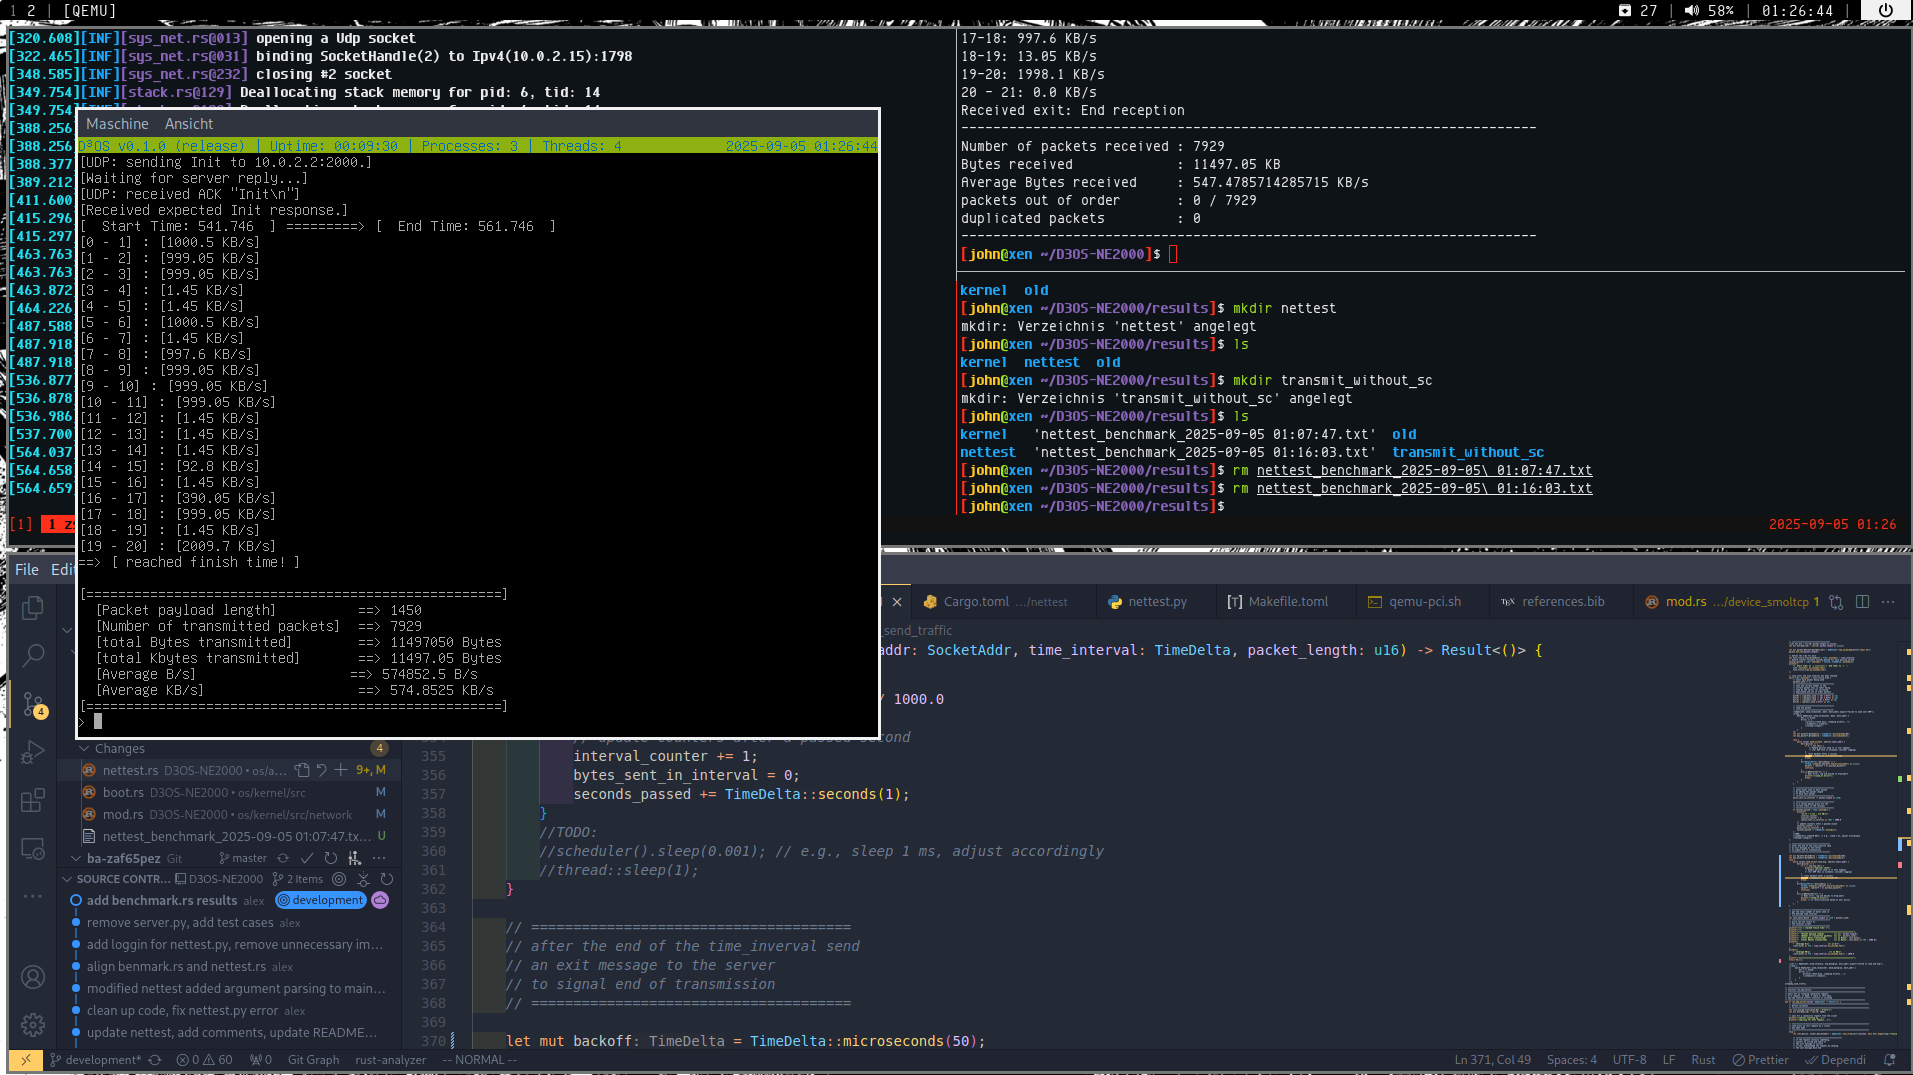 1 2 | [QEMU]
27 | 58% | 01:26:44 |
[320.608][INF][sys_net.rs@013] opening a Udp socket
[322.465][INF][sys_net.rs@031] binding SocketHandle(2) to Ipv4(10.0.2.15):1798
[348.585][INF][sys_net.rs@232] closing #2 socket
[349.754][INF][stack.rs@129] Deallocating stack memory for pid: 6, tid: 14
[349.754]
[388.256]
[388.256]
[388.377]
[389.212]
[411.600]
[415.296]
[415.297]
[463.763]
[463.763]
[463.872]
[464.226]
[487.588]
[487.918]
[487.918]
[536.877]
[536.878]
[536.986]
[537.700]
[564.037]
[564.658]
[564.659]
[1] 1 zs
Maschine Ansicht
D³OS v0.1.0 (release) | Uptime: 00:09:30 | Processes: 3 | Threads: 4 2025-09-05 01:26:44
[UDP: sending Init to 10.0.2.2:2000.]
[Waiting for server reply...]
[UDP: received ACK "Init\n"]
[Received expected Init response.]
[ Start Time: 541.746 ] =========> [ End Time: 561.746 ]
[0 - 1] : [1000.5 KB/s]
[1 - 2] : [999.05 KB/s]
[2 - 3] : [999.05 KB/s]
[3 - 4] : [1.45 KB/s]
[4 - 5] : [1.45 KB/s]
[5 - 6] : [1000.5 KB/s]
[6 - 7] : [1.45 KB/s]
[7 - 8] : [997.6 KB/s]
[8 - 9] : [999.05 KB/s]
[9 - 10] : [999.05 KB/s]
[10 - 11] : [999.05 KB/s]
[11 - 12] : [1.45 KB/s]
[12 - 13] : [1.45 KB/s]
[13 - 14] : [1.45 KB/s]
[14 - 15] : [92.8 KB/s]
[15 - 16] : [1.45 KB/s]
[16 - 17] : [390.05 KB/s]
[17 - 18] : [999.05 KB/s]
[18 - 19] : [1.45 KB/s]
[19 - 20] : [2009.7 KB/s]
==> [ reached finish time! ]
[====================================================]
[Packet payload length] ==> 1450
[Number of transmitted packets] ==> 7929
[total Bytes transmitted] ==> 11497050 Bytes
[total Kbytes transmitted] ==> 11497.05 Bytes
[Average B/s] ==> 574852.5 B/s
[Average KB/s] ==> 574.8525 KB/s
[====================================================]
>
17-18: 997.6 KB/s
18-19: 13.05 KB/s
19-20: 1998.1 KB/s
20 - 21: 0.0 KB/s
Received exit: End reception
------------------------------------------------------------------------
Number of packets received : 7929
Bytes received : 11497.05 KB
Average Bytes received : 547.4785714285715 KB/s
packets out of order : 0 / 7929
duplicated packets : 0
------------------------------------------------------------------------
[john@xen ~/D3OS-NE2000]$
kernel old
[john@xen ~/D3OS-NE2000/results]$ mkdir nettest
mkdir: Verzeichnis 'nettest' angelegt
[john@xen ~/D3OS-NE2000/results]$ ls
kernel nettest old
[john@xen ~/D3OS-NE2000/results]$ mkdir transmit_without_sc
mkdir: Verzeichnis 'transmit_without_sc' angelegt
[john@xen ~/D3OS-NE2000/results]$ ls
kernel 'nettest_benchmark_2025-09-05 01:07:47.txt' old
nettest 'nettest_benchmark_2025-09-05 01:16:03.txt' transmit_without_sc
[john@xen ~/D3OS-NE2000/results]$ rm nettest_benchmark_2025-09-05\ 01:07:47.txt
[john@xen ~/D3OS-NE2000/results]$ rm nettest_benchmark_2025-09-05\ 01:16:03.txt
[john@xen ~/D3OS-NE2000/results]$
2025-09-05 01:26
File Edi
Cargo.toml .../nettest nettest.py Makefile.toml qemu-pci.sh references.bib mod.rs .../device_smoltcp 1
_send_traffic
addr: SocketAddr, time_interval: TimeDelta, packet_length: u16) -> Result<()> {
/ 1000.0
// update counters after a passed second
355 interval_counter += 1;
356 bytes_sent_in_interval = 0;
357 seconds_passed += TimeDelta::seconds(1);
358 }
359 //TODO:
360 //scheduler().sleep(0.001); // e.g., sleep 1 ms, adjust accordingly
361 //thread::sleep(1);
362 }
363
364 // ======================================
365 // after the end of the time_inverval send
366 // an exit message to the server
367 // to signal end of transmission
368 // ======================================
369
370 let mut backoff: TimeDelta = TimeDelta::microseconds(50);
4
Changes 4
nettest.rs D3OS-NE2000 • os/a... 9+, M
boot.rs D3OS-NE2000 • os/kernel/src M
mod.rs D3OS-NE2000 • os/kernel/src/network M
nettest_benchmark_2025-09-05 01:07:47.tx... U
ba-zaf65pez Git master
SOURCE CONTR... D3OS-NE2000 2 Items
add benchmark.rs results alex development
remove server.py, add test cases alex
add loggin for nettest.py, remove unnecessary im...
align benmark.rs and nettest.rs alex
modified nettest added argument parsing to main...
clean up code, fix nettest.py error alex
update nettest, add comments, update README...
development* 0 60 0 Git Graph rust-analyzer -- NORMAL -- Ln 371, Col 49 Spaces: 4 UTF-8 LF Rust Prettier Dependi